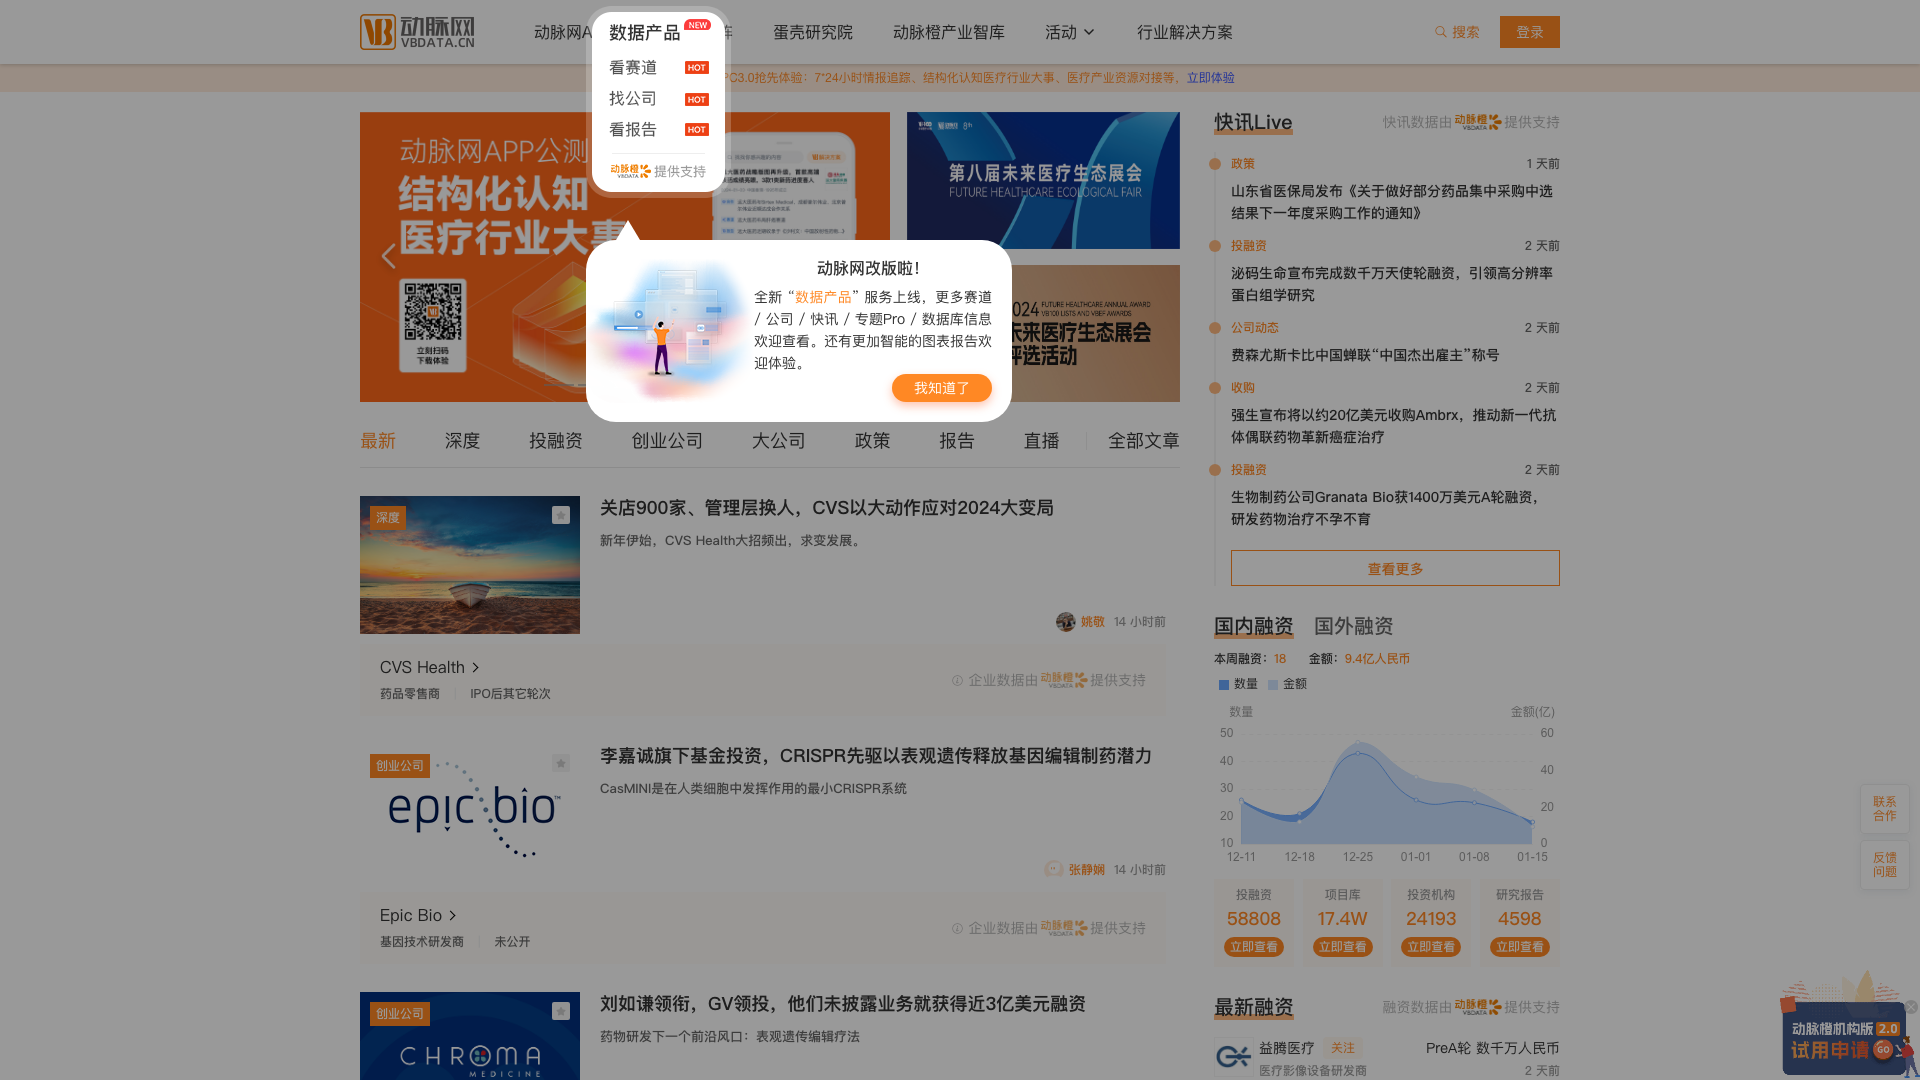 动脉网
VBDATA.CN
动脉网A
数据产品 NEW
阵
蛋壳研究院
动脉橙产业智库
活动
行业解决方案
搜索
登录
看赛道 HOT
找公司 HOT
看报告 HOT
动脉橙 VBDATA 提供支持
PC3.0抢先体验：7*24小时情报追踪、结构化认知医疗行业大事、医疗产业资源对接等，立即体验
动脉网APP公测
结构化认知
医疗行业大事
立刻扫码
下载体验
第八届未来医疗生态展会
FUTURE HEALTHCARE ECOLOGICAL FAIR
2024 FUTURE HEALTHCARE ANNUAL AWARD
VB100 LISTS AND VBEF AWARDS
未来医疗生态展会
评选活动
动脉网改版啦！
全新“数据产品”服务上线，更多赛道
/ 公司 / 快讯 / 专题Pro / 数据库信息
欢迎查看。还有更加智能的图表报告欢
迎体验。
我知道了
最新
深度
投融资
创业公司
大公司
政策
报告
直播
全部文章
深度
关店900家、管理层换人，CVS以大动作应对2024大变局
新年伊始，CVS Health大招频出，求变发展。
姚敬 14 小时前
CVS Health
药品零售商 IPO后其它轮次
企业数据由 动脉橙 VBDATA 提供支持
创业公司
epic bio™
李嘉诚旗下基金投资，CRISPR先驱以表观遗传释放基因编辑制药潜力
CasMINI是在人类细胞中发挥作用的最小CRISPR系统
张静娴 14 小时前
Epic Bio
基因技术研发商 未公开
企业数据由 动脉橙 VBDATA 提供支持
创业公司
CHROMA
MEDICINE
刘如谦领衔，GV领投，他们未披露业务就获得近3亿美元融资
药物研发下一个前沿风口：表观遗传编辑疗法
快讯Live
快讯数据由 动脉橙 VBDATA 提供支持
政策 1 天前
山东省医保局发布《关于做好部分药品集中采购中选
结果下一年度采购工作的通知》
投融资 2 天前
泌码生命宣布完成数千万天使轮融资，引领高分辨率
蛋白组学研究
公司动态 2 天前
费森尤斯卡比中国蝉联“中国杰出雇主”称号
收购 2 天前
强生宣布将以约20亿美元收购Ambrx，推动新一代抗
体偶联药物革新癌症治疗
投融资 2 天前
生物制药公司Granata Bio获1400万美元A轮融资，
研发药物治疗不孕不育
查看更多
国内融资 国外融资
本周融资：18 金额：9.4亿人民币
数量 金额
数量 金额(亿)
50 60
40 40
30
20 20
10 0
12-11 12-18 12-25 01-01 01-08 01-15
投融资 项目库 投资机构 研究报告
58808 17.4W 24193 4598
立即查看 立即查看 立即查看 立即查看
最新融资
融资数据由 动脉橙 VBDATA 提供支持
益腾医疗 关注 PreA轮 数千万人民币
医疗影像设备研发商 2 天前
联系
合作
反馈
问题
动脉橙机构版 2.0
试用申请 GO